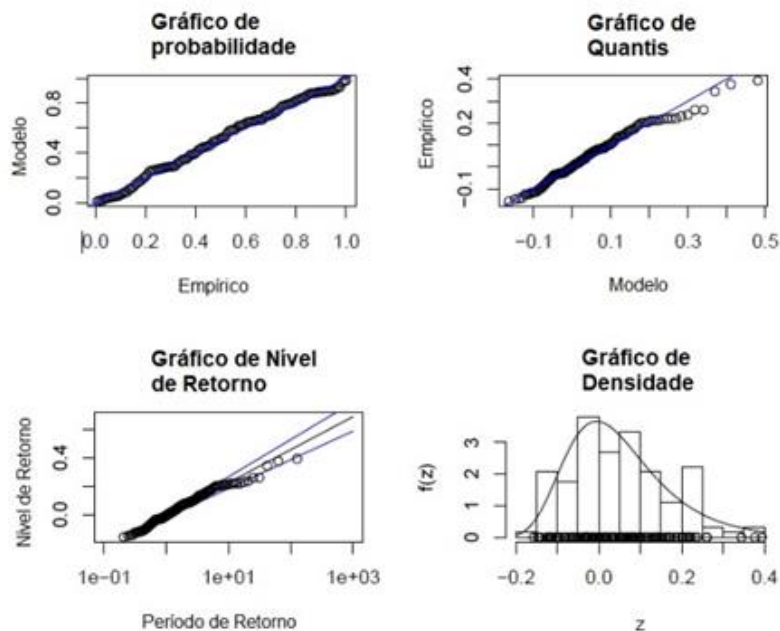 Gráfico de
probabilidade
Modelo
0.0 0.4 0.8
0.0 0.2 0.4 0.6 0.8 1.0
Empírico
Gráfico de
Quantis
Empírico
-0.1 0.2 0.4
-0.1 0.1 0.3 0.5
Modelo
Gráfico de Nível
de Retorno
Nível de Retorno
0.0 0.4
1e-01 1e+01 1e+03
Período de Retorno
Gráfico de
Densidade
f(z)
0 1 2 3
-0.2 0.0 0.2 0.4
z